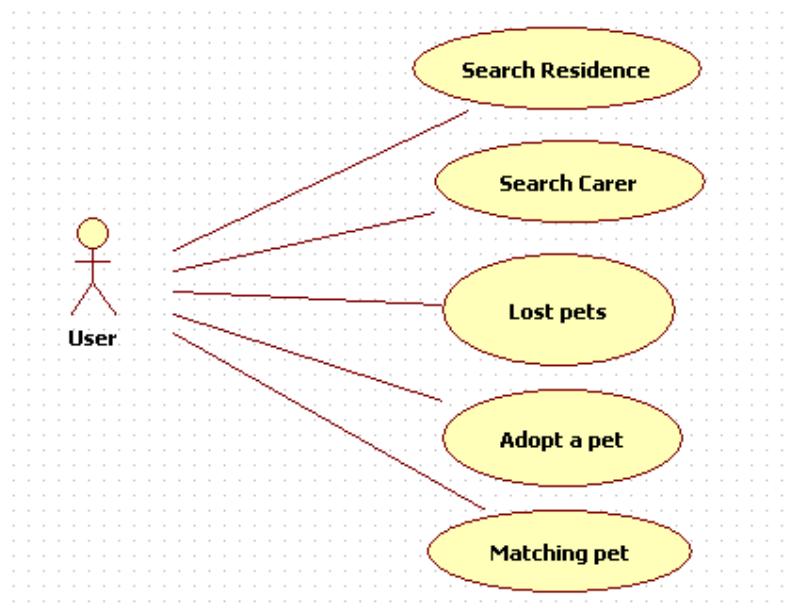 Search Residence
Search Carer
Lost pets
User
Adopt a pet
Matching pet